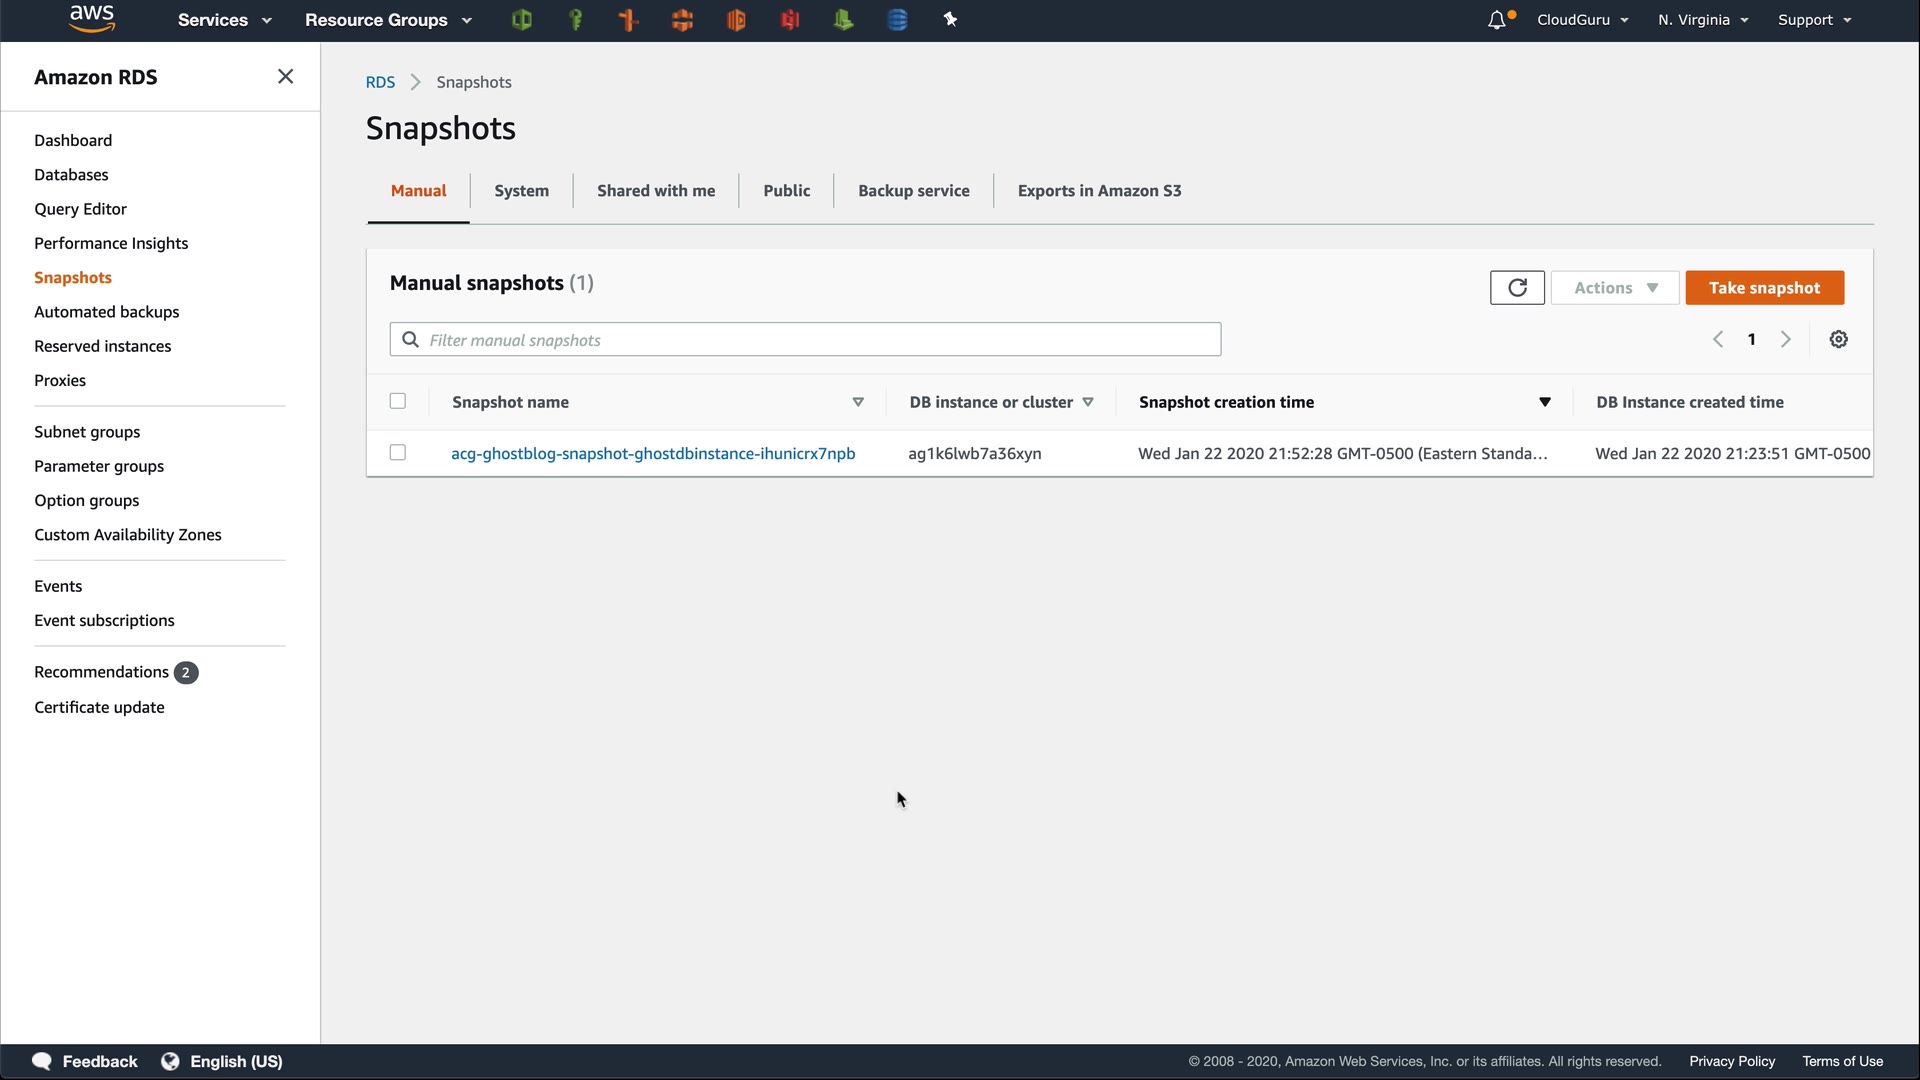 aws
Services
Resource Groups
CloudGuru
N. Virginia
Support
Amazon RDS
Dashboard
Databases
Query Editor
Performance Insights
Snapshots
Automated backups
Reserved instances
Proxies
Subnet groups
Parameter groups
Option groups
Custom Availability Zones
Events
Event subscriptions
Recommendations 2
Certificate update
RDS Snapshots
Snapshots
Manual System Shared with me Public Backup service Exports in Amazon S3
Manual snapshots (1)
Actions
Take snapshot
Filter manual snapshots
1
Snapshot name DB instance or cluster Snapshot creation time DB Instance created time
acg-ghostblog-snapshot-ghostdbinstance-ihunicrx7npb ag1k6lwb7a36xyn Wed Jan 22 2020 21:52:28 GMT-0500 (Eastern Standa... Wed Jan 22 2020 21:23:51 GMT-0500
Feedback
English (US)
© 2008 - 2020, Amazon Web Services, Inc. or its affiliates. All rights reserved.
Privacy Policy
Terms of Use